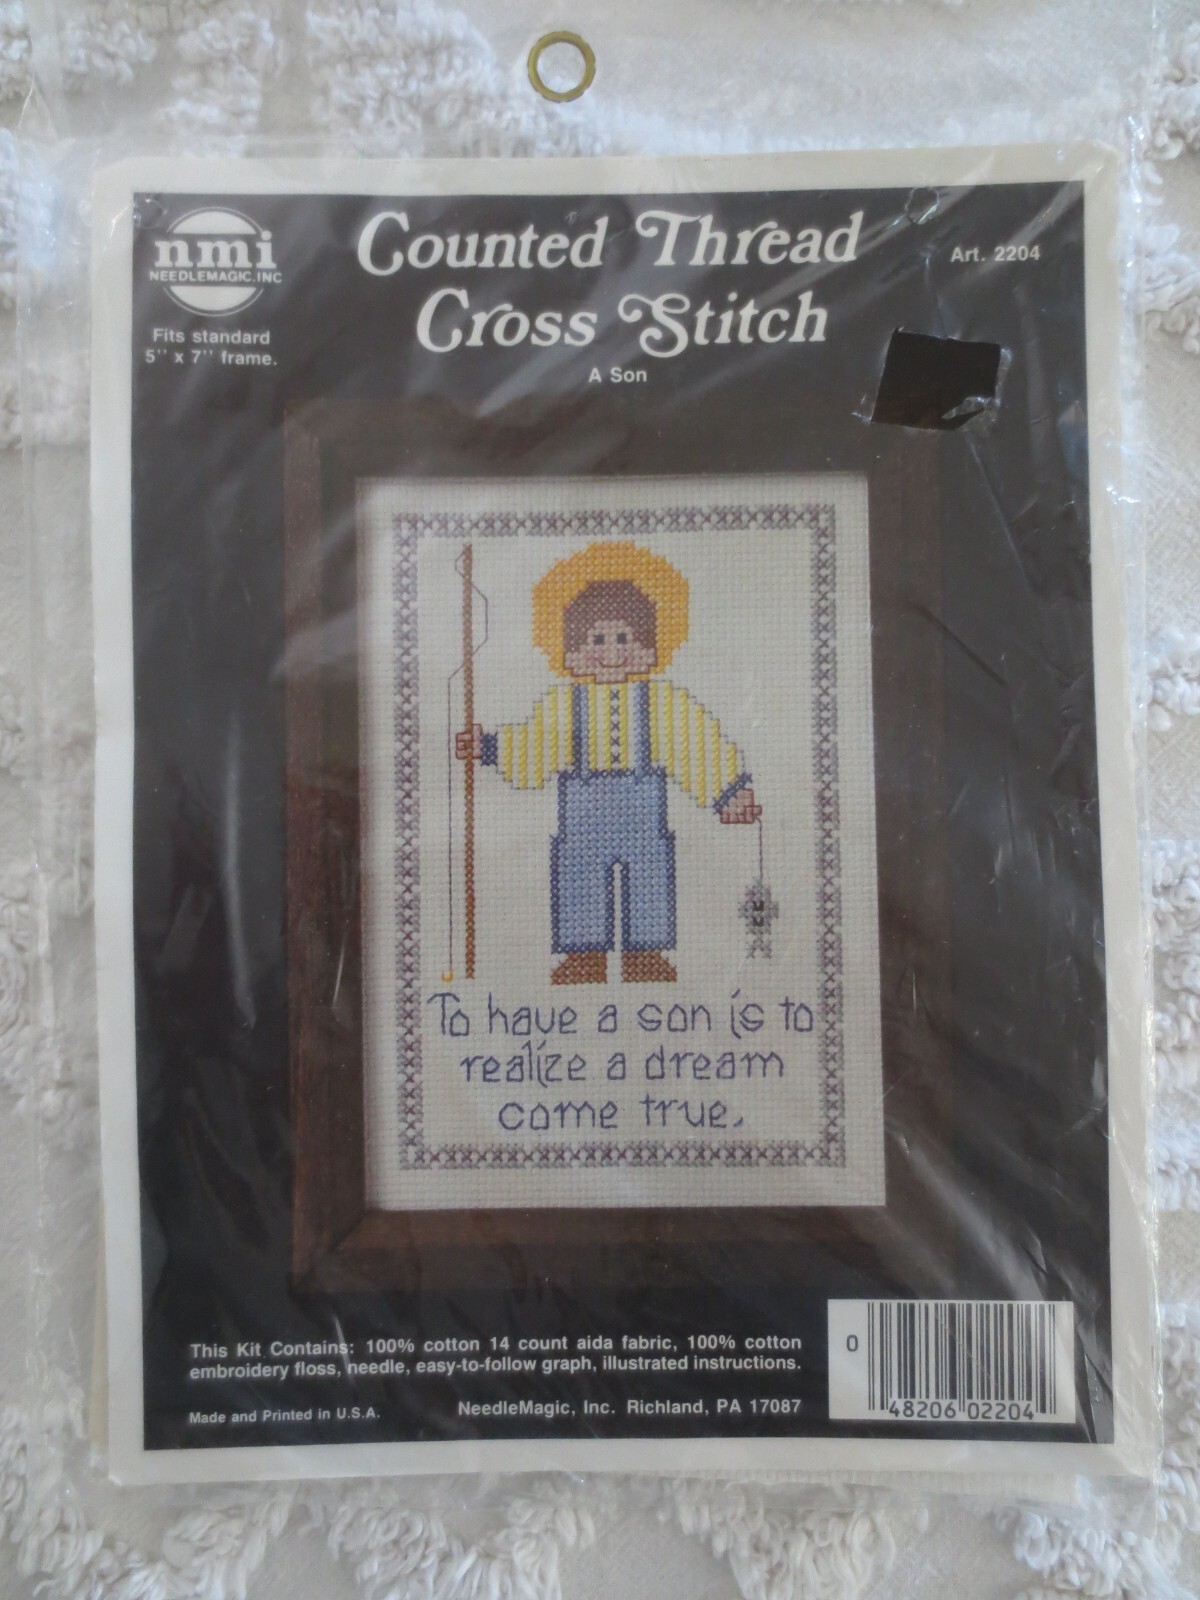 nmi
NEEDLEMAGIC.INC
Fits standard
5" x 7" frame.
Counted Thread
Cross Stitch
A Son
Art. 2204
To have a son is to
realize a dream
come true.
This Kit Contains: 100% cotton 14 count aida fabric, 100% cotton
embroidery floss, needle, easy-to-follow graph, illustrated instructions.
Made and Printed in U.S.A.
NeedleMagic, Inc. Richland, PA 17087
0
48206 02204